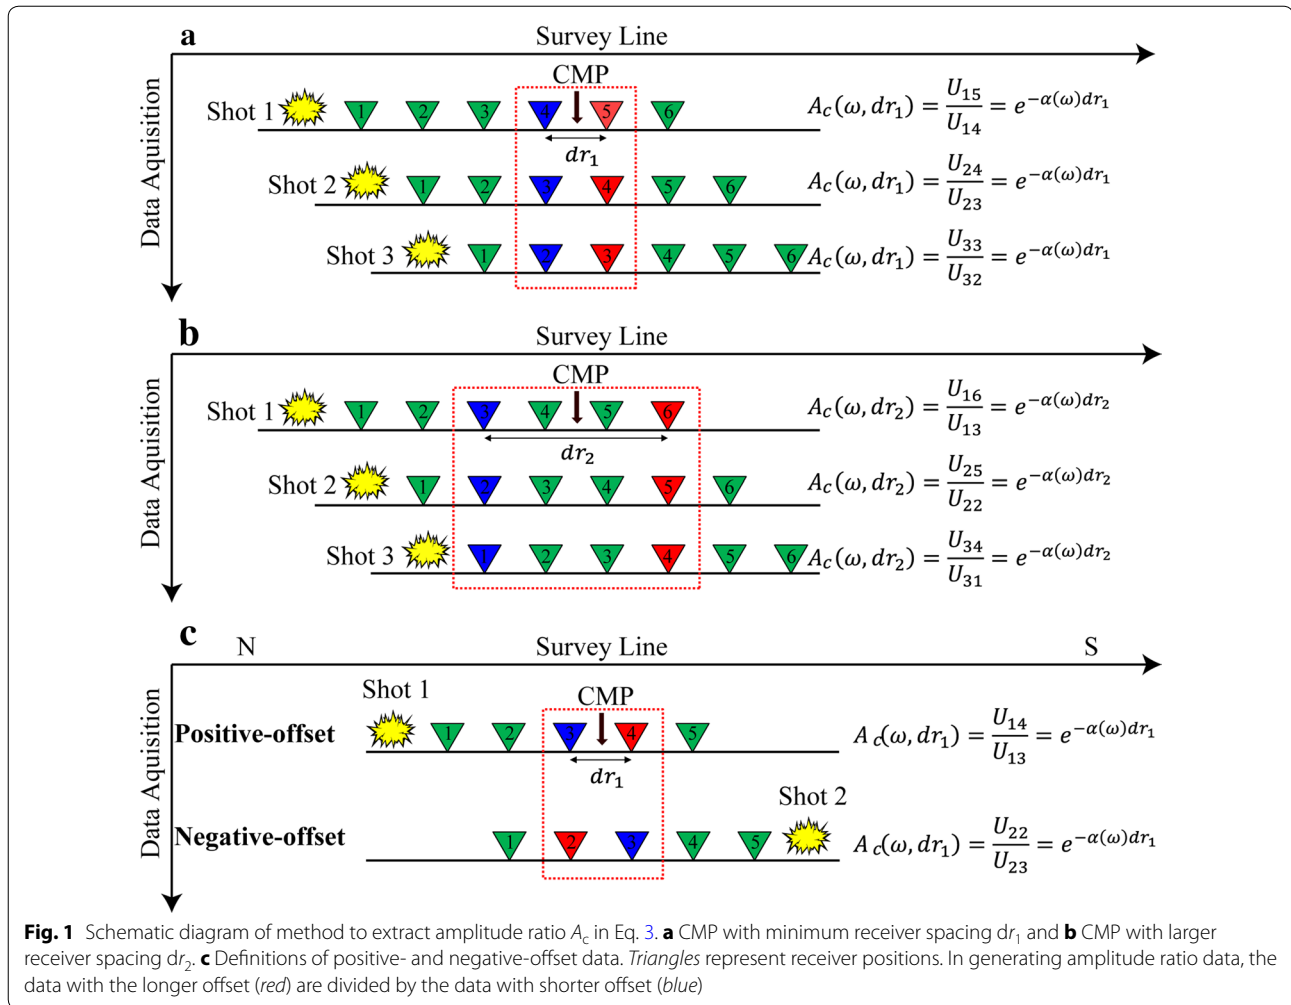 a
Survey Line
Data Aquisition
CMP
Shot 1 1 2 3 4 5 6 A_c(ω, dr₁) = U₁₅/U₁₄ = e^{−α(ω)dr₁}
dr₁
Shot 2 1 2 3 4 5 6 A_c(ω, dr₁) = U₂₄/U₂₃ = e^{−α(ω)dr₁}
Shot 3 1 2 3 4 5 6 A_c(ω, dr₁) = U₃₃/U₃₂ = e^{−α(ω)dr₁}
b
Survey Line
Data Aquisition
CMP
Shot 1 1 2 3 4 5 6 A_c(ω, dr₂) = U₁₆/U₁₃ = e^{−α(ω)dr₂}
dr₂
Shot 2 1 2 3 4 5 6 A_c(ω, dr₂) = U₂₅/U₂₂ = e^{−α(ω)dr₂}
Shot 3 1 2 3 4 5 6 A_c(ω, dr₂) = U₃₄/U₃₁ = e^{−α(ω)dr₂}
c
N Survey Line S
Data Aquisition
Shot 1
CMP
Positive-offset 1 2 3 4 5 A_c(ω, dr₁) = U₁₄/U₁₃ = e^{−α(ω)dr₁}
dr₁
Shot 2
Negative-offset 1 2 3 4 5 A_c(ω, dr₁) = U₂₂/U₂₃ = e^{−α(ω)dr₁}
Fig. 1 Schematic diagram of method to extract amplitude ratio A_c in Eq. 3. a CMP with minimum receiver spacing dr₁ and b CMP with larger
receiver spacing dr₂. c Definitions of positive- and negative-offset data. Triangles represent receiver positions. In generating amplitude ratio data, the
data with the longer offset (red) are divided by the data with shorter offset (blue)